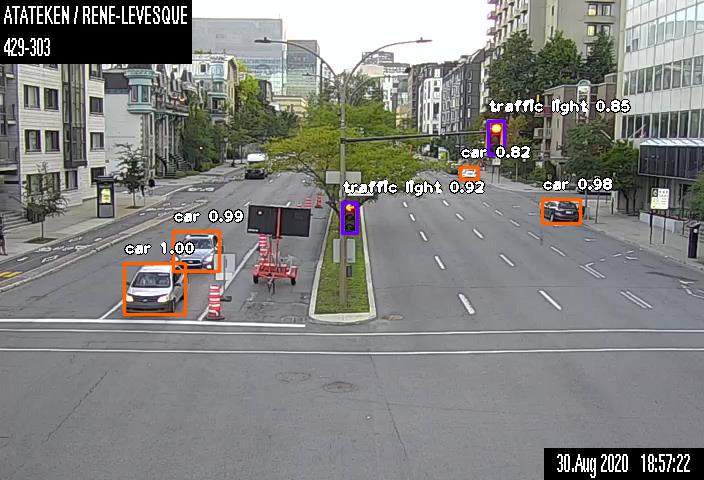 ATATEKEN / RENE-LEVESQUE
429-303
traffic light 0.85
car 0.82
traffic light 0.92
car 0.98
car 0.99
car 1.00
30.Aug 2020 18:57:22